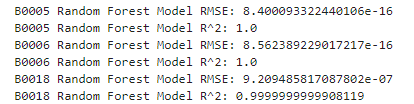 B0005 Random Forest Model RMSE: 8.400093322440106e-16
B0005 Random Forest Model R^2: 1.0
B0006 Random Forest Model RMSE: 8.562389229017217e-16
B0006 Random Forest Model R^2: 1.0
B0018 Random Forest Model RMSE: 9.209485817087802e-07
B0018 Random Forest Model R^2: 0.9999999999908119